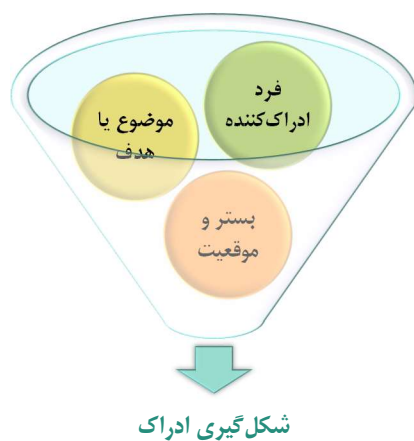 فرد
ادراک‌کننده
موضوع یا
هدف
بستر و
موقعیت
شکل‌گیری ادراک